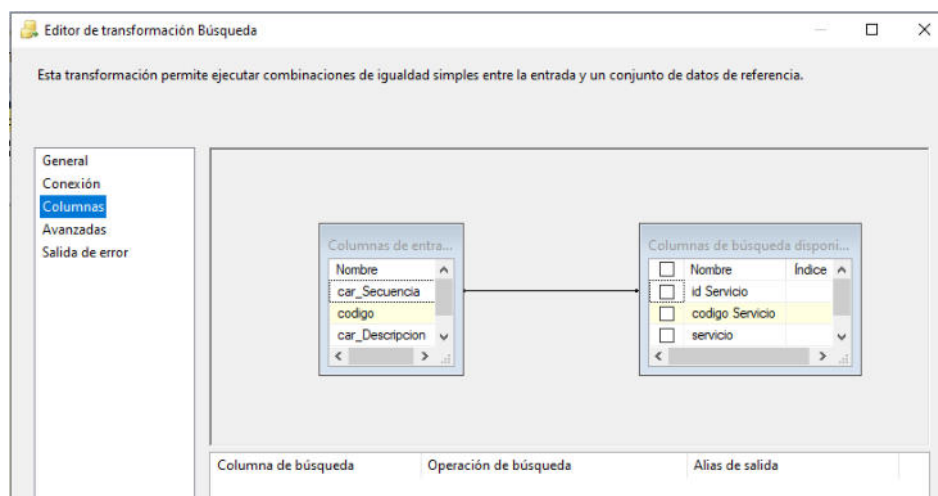 Editor de transformación Búsqueda
Esta transformación permite ejecutar combinaciones de igualdad simples entre la entrada y un conjunto de datos de referencia.
General
Conexión
Columnas
Avanzadas
Salida de error
Columnas de entra...
Nombre
car_Secuencia
codigo
car_Descripcion
Columnas de búsqueda disponi...
Nombre Índice
id Servicio
codigo Servicio
servicio
Columna de búsqueda Operación de búsqueda Alias de salida